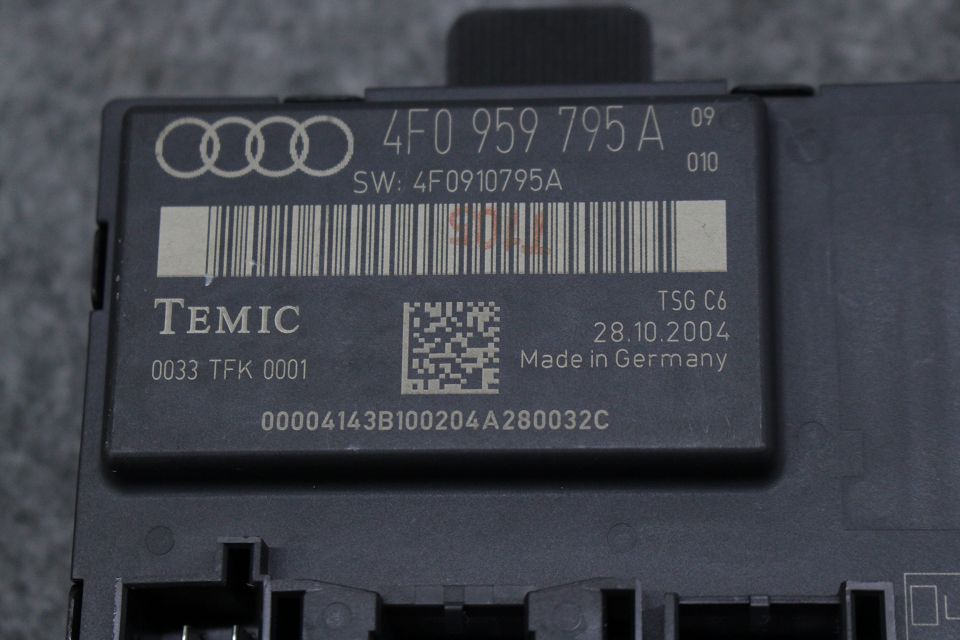 4F0 959 795 A 09
010
SW: 4F0910795A
TEMIC
TSG C6
28.10.2004
Made in Germany
0033 TFK 0001
00004143B100204A280032C